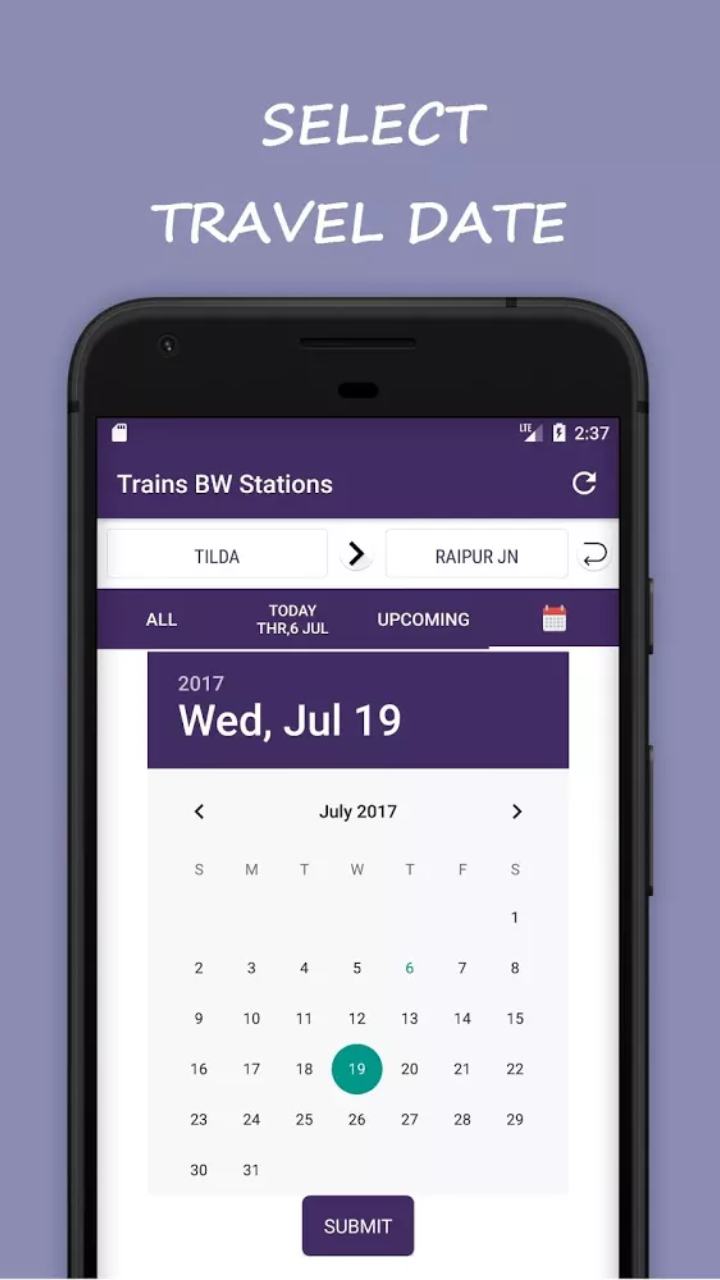 SELECT
TRAVEL DATE
LTE 2:37
Trains BW Stations
TILDA RAIPUR JN
ALL TODAY THR,6 JUL UPCOMING
2017
Wed, Jul 19
July 2017
S M T W T F S
1
2 3 4 5 6 7 8
9 10 11 12 13 14 15
16 17 18 19 20 21 22
23 24 25 26 27 28 29
30 31
SUBMIT